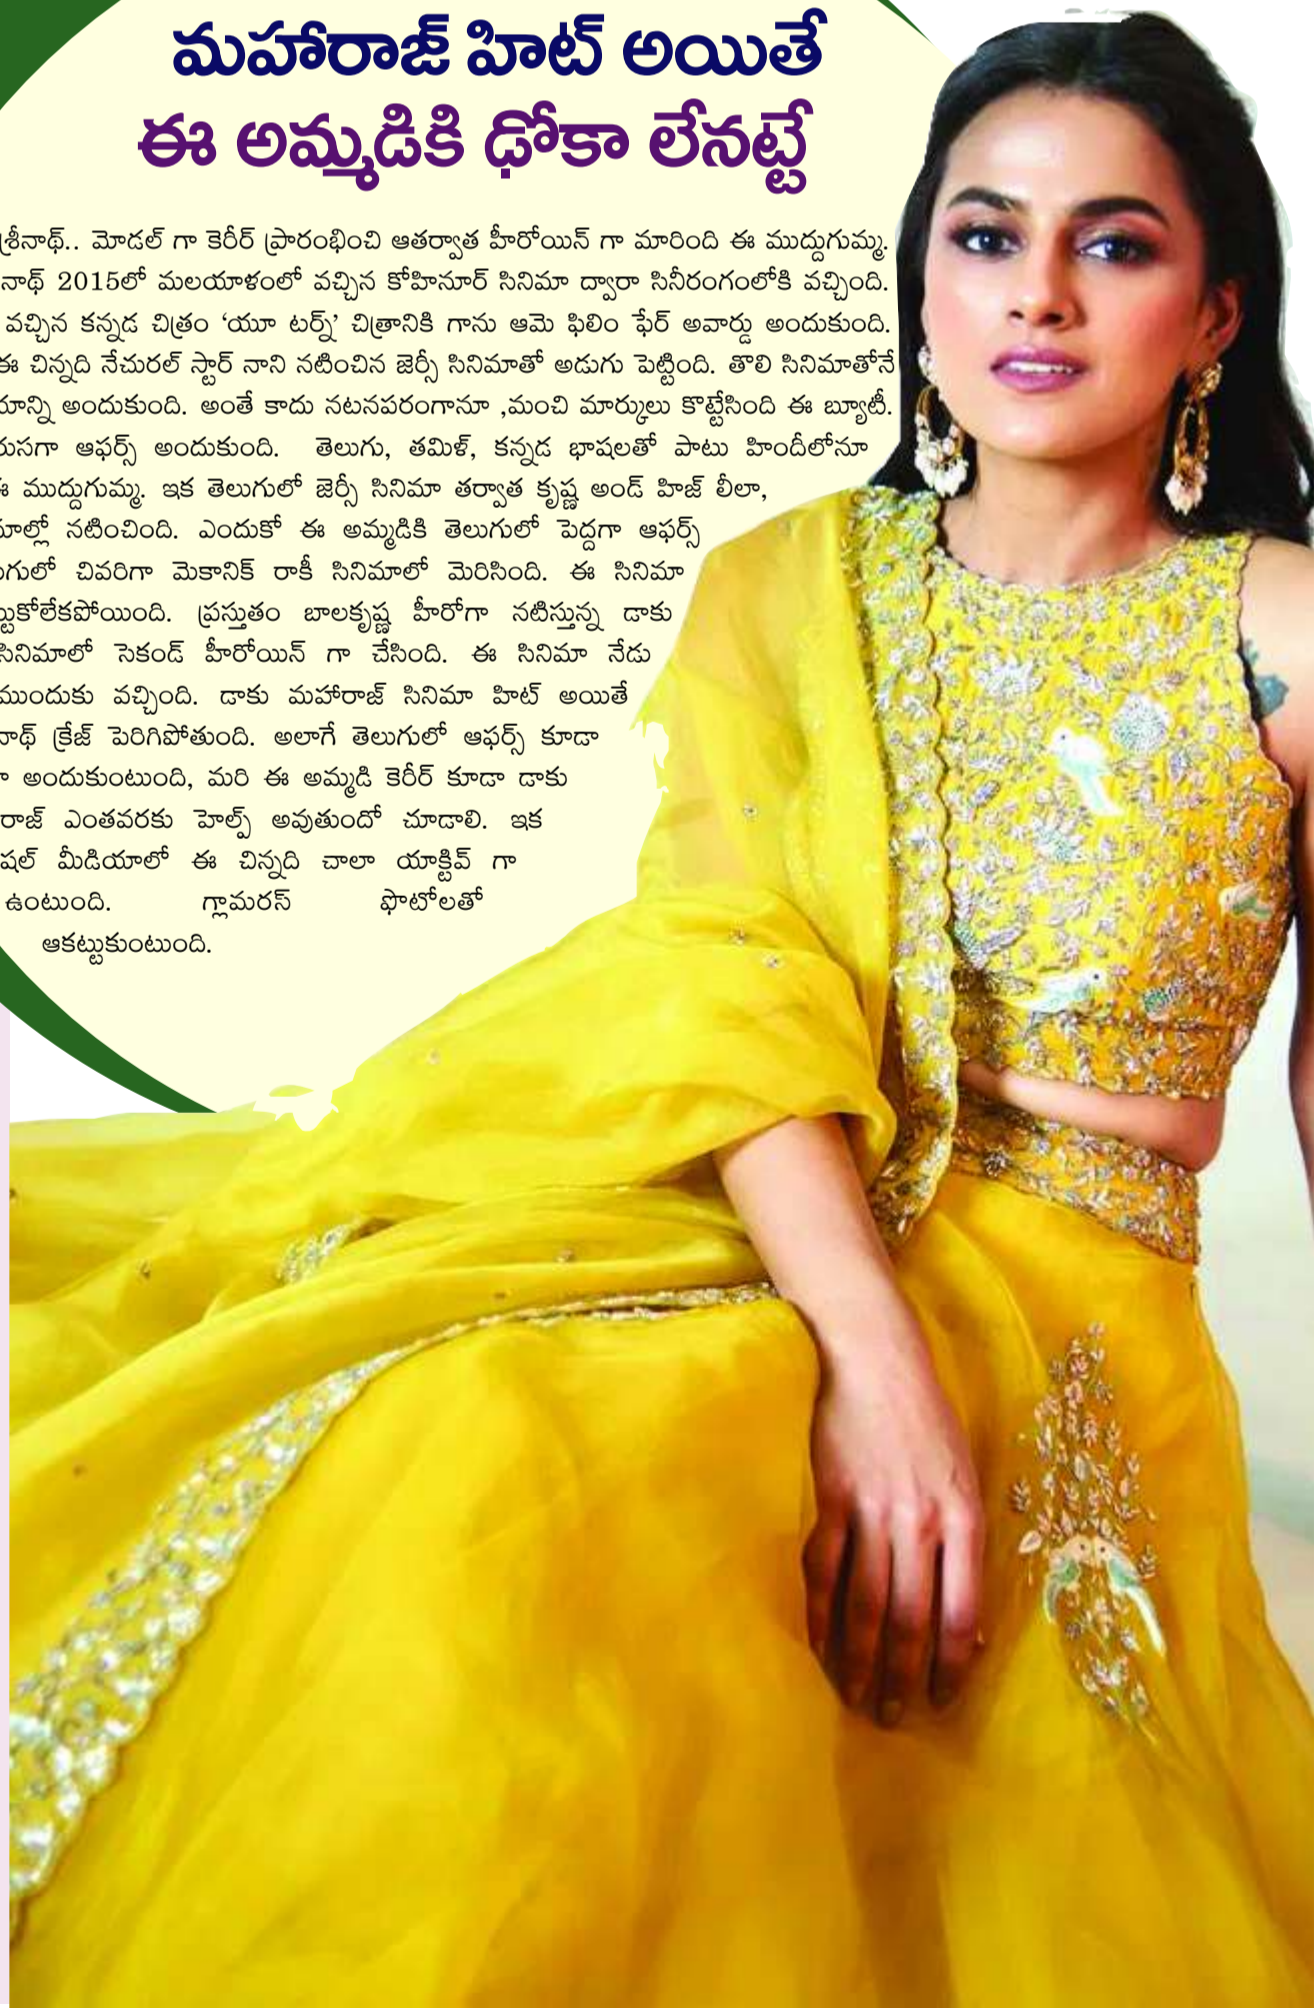 మహారాజ్ హిట్ అయితే
ఈ అమ్మడికి ఢోకా లేనట్టే
శ్రీనాథ్.. మోడల్ గా కెరీర్ ప్రారంభించి ఆతర్వాత హీరోయిన్ గా మారింది ఈ ముద్దుగుమ్మ.
నాథ్ 2015లో మలయాళంలో వచ్చిన కోహినూర్ సినిమా ద్వారా సినీరంగంలోకి వచ్చింది.
వచ్చిన కన్నడ చిత్రం ‘యూ టర్న్’ చిత్రానికి గాను ఆమె ఫిలిం ఫేర్ అవార్డు అందుకుంది.
ఈ చిన్నది నేచురల్ స్టార్ నాని నటించిన జెర్సీ సినిమాతో అడుగు పెట్టింది. తొలి సినిమాతోనే
అందుకుంది. అంతే కాదు నటనపరంగానూ ,మంచి మార్కులు కొట్టేసింది ఈ బ్యూటీ.
ఆఫర్స్ అందుకుంది. తెలుగు, తమిళ్, కన్నడ భాషలతో పాటు హిందీలోనూ
ముద్దుగుమ్మ. ఇక తెలుగులో జెర్సీ సినిమా తర్వాత కృష్ణ అండ్ హిజ్ లీలా,
నటించింది. ఎందుకో ఈ అమ్మడికి తెలుగులో పెద్దగా ఆఫర్స్
చివరిగా మెకానిక్ రాకీ సినిమాలో మెరిసింది. ఈ సినిమా
ప్రస్తుతం బాలకృష్ణ హీరోగా నటిస్తున్న డాకు
సినిమాలో సెకండ్ హీరోయిన్ గా చేసింది. ఈ సినిమా నేడు
ముందుకు వచ్చింది. డాకు మహారాజ్ సినిమా హిట్ అయితే
నాథ్ క్రేజ్ పెరిగిపోతుంది. అలాగే తెలుగులో ఆఫర్స్ కూడా
అందుకుంటుంది, మరి ఈ అమ్మడి కెరీర్ కూడా డాకు
రాజ్ ఎంతవరకు హెల్ప్ అవుతుందో చూడాలి. ఇక
షల్ మీడియాలో ఈ చిన్నది చాలా యాక్టివ్ గా
ఉంటుంది. గ్లామరస్ ఫొటోలతో
ఆకట్టుకుంటుంది.